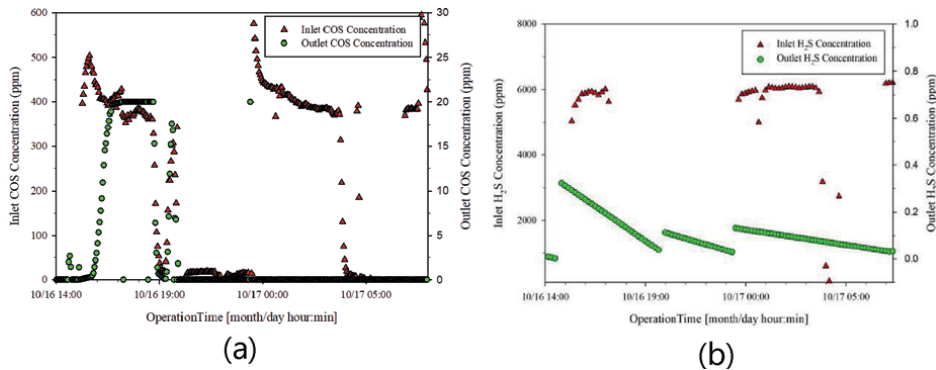 600
500
400
300
200
100
0
Inlet COS Concentration (ppm)
30
25
20
15
10
5
0
Outlet COS Concentration (ppm)
Inlet COS Concentration
Outlet COS Concentration
10/16 14:00 10/16 19:00 10/17 00:00 10/17 05:00
OperationTime [month/day hour:min]
(a)
8000
6000
4000
2000
0
Inlet H2S Concentration (ppm)
1.0
0.8
0.6
0.4
0.2
0.0
Outlet H2S Concentration (ppm)
Inlet H2S Concentration
Outlet H2S Concentration
10/16 14:00 10/16 19:00 10/17 00:00 10/17 05:00
OperationTime [month/day hour:min]
(b)